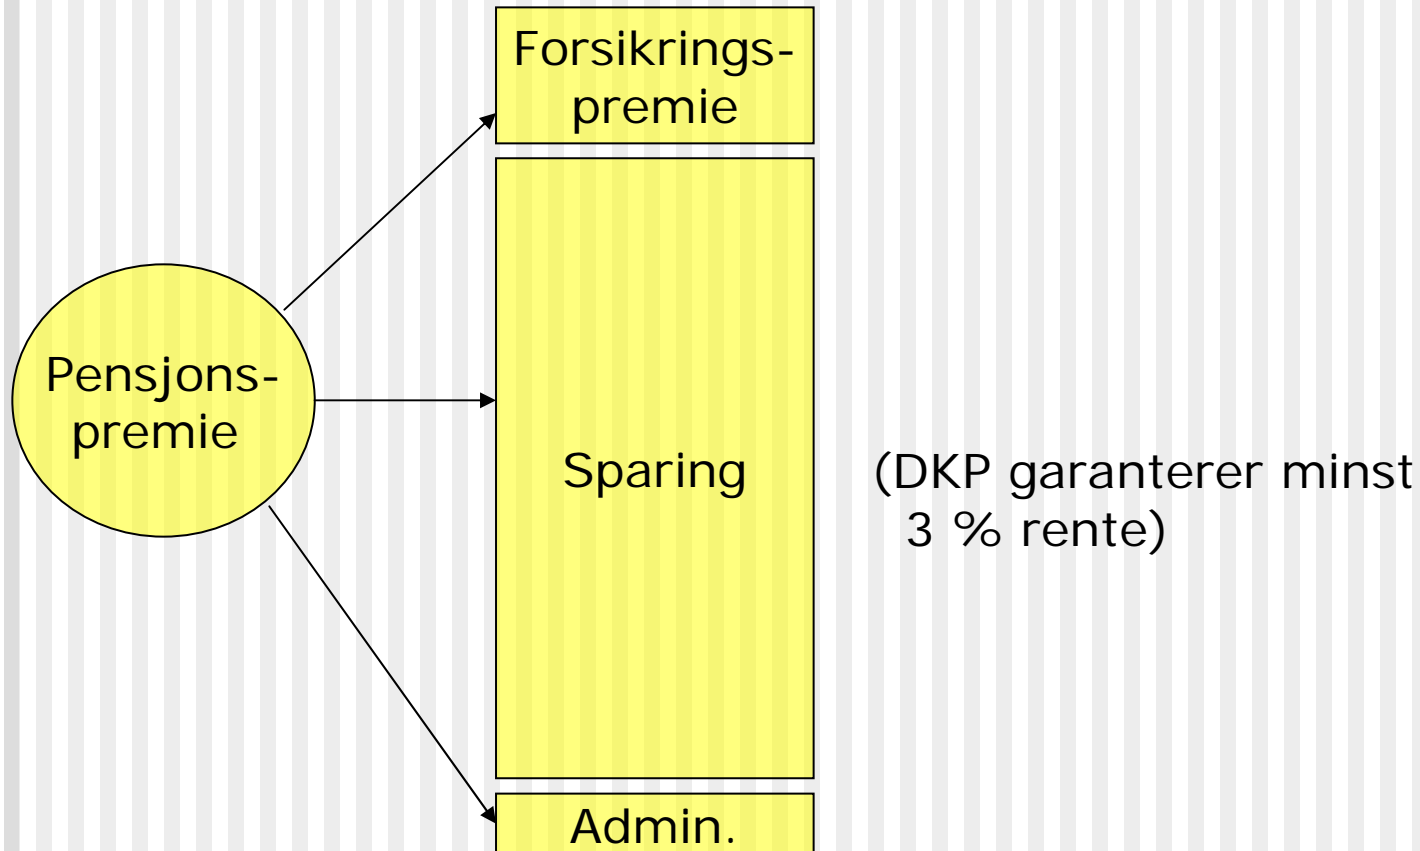 Forsikrings-
premie
Pensjons-
premie
Sparing
(DKP garanterer minst
3 % rente)
Admin.